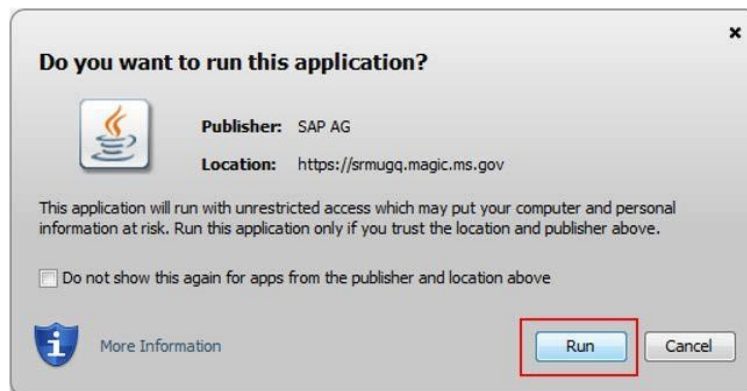 Do you want to run this application?
Publisher: SAP AG
Location: https://srmugq.magic.ms.gov
This application will run with unrestricted access which may put your computer and personal
information at risk. Run this application only if you trust the location and publisher above.
Do not show this again for apps from the publisher and location above
More Information
Run
Cancel